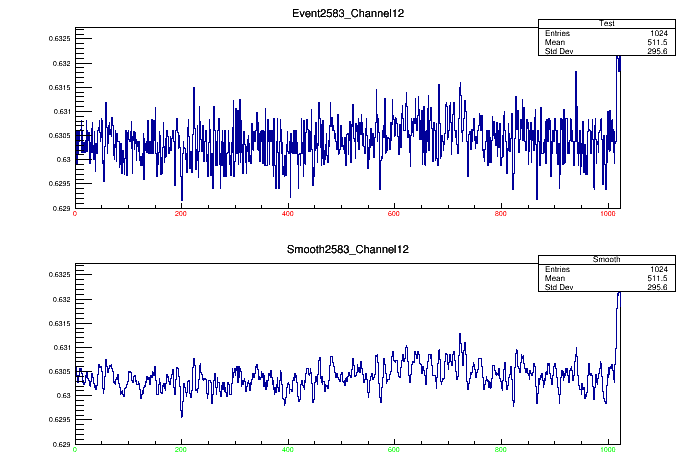 Event2583_Channel12
Test
Entries 1024
Mean 511.5
Std Dev 295.6
0.6325
0.632
0.6315
0.631
0.6305
0.63
0.6295
0.629
0 200 400 600 800 1000
Smooth2583_Channel12
Smooth
Entries 1024
Mean 511.5
Std Dev 295.6
0.6325
0.632
0.6315
0.631
0.6305
0.63
0.6295
0.629
0 200 400 600 800 1000